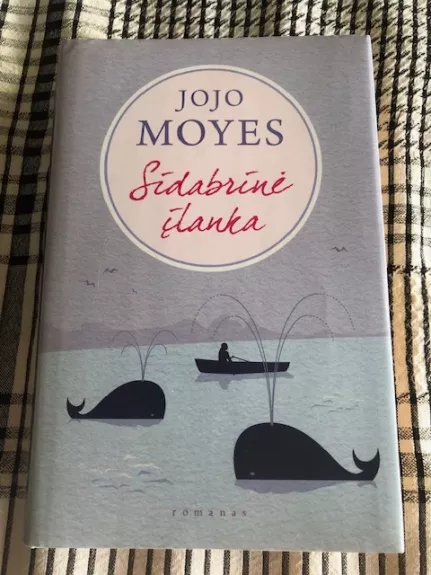 JOJO
MOYES
Sidabrinė
įlanka
romanas